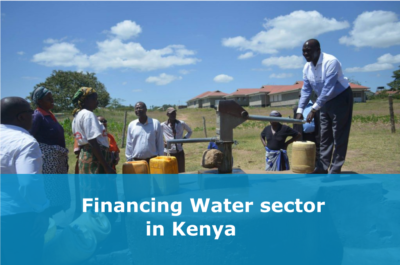 Financing Water sector
in Kenya